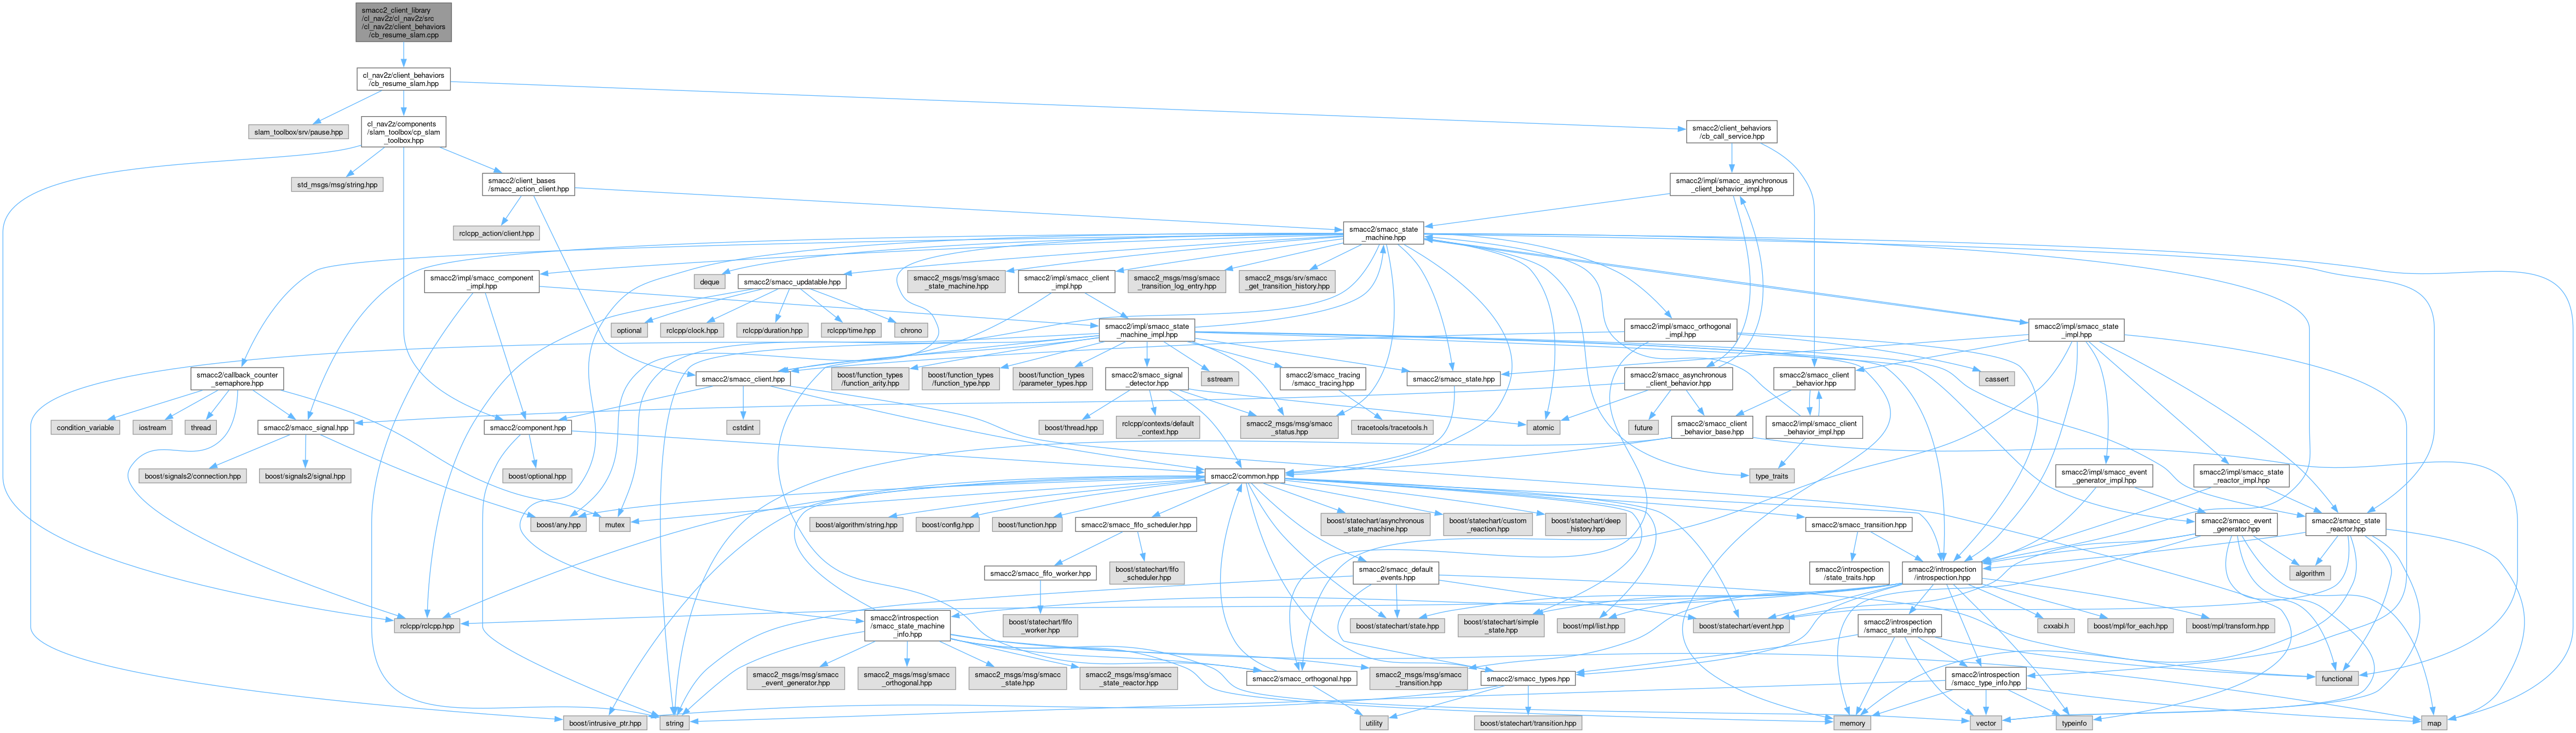 smacc2_client_library
/cl_nav2z/cl_nav2z/src
/cl_nav2z/client_behaviors
/cb_resume_slam.cpp
cl_nav2z/client_behaviors
/cb_resume_slam.hpp
slam_toolbox/srv/pause.hpp
cl_nav2z/components
/slam_toolbox/cp_slam
_toolbox.hpp
smacc2/client_behaviors
/cb_call_service.hpp
std_msgs/msg/string.hpp
smacc2/client_bases
/smacc_action_client.hpp
smacc2/impl/smacc_asynchronous
_client_behavior_impl.hpp
rclcpp_action/client.hpp
smacc2/smacc_state
_machine.hpp
smacc2/impl/smacc_component
_impl.hpp
deque
smacc2/smacc_updatable.hpp
smacc2_msgs/msg/smacc
_state_machine.hpp
smacc2/impl/smacc_client
_impl.hpp
smacc2_msgs/msg/smacc
_transition_log_entry.hpp
smacc2_msgs/srv/smacc
_get_transition_history.hpp
optional
rclcpp/clock.hpp
rclcpp/duration.hpp
rclcpp/time.hpp
chrono
smacc2/impl/smacc_state
_machine_impl.hpp
smacc2/impl/smacc_orthogonal
_impl.hpp
smacc2/impl/smacc_state
_impl.hpp
smacc2/callback_counter
_semaphore.hpp
smacc2/smacc_client.hpp
boost/function_types
/function_arity.hpp
boost/function_types
/function_type.hpp
boost/function_types
/parameter_types.hpp
smacc2/smacc_signal
_detector.hpp
sstream
smacc2/smacc_tracing
/smacc_tracing.hpp
smacc2/smacc_state.hpp
smacc2/smacc_asynchronous
_client_behavior.hpp
smacc2/smacc_client
_behavior.hpp
cassert
condition_variable
iostream
thread
smacc2/smacc_signal.hpp
smacc2/component.hpp
cstdint
boost/thread.hpp
rclcpp/contexts/default
_context.hpp
smacc2_msgs/msg/smacc
_status.hpp
tracetools/tracetools.h
atomic
future
smacc2/smacc_client
_behavior_base.hpp
smacc2/impl/smacc_client
_behavior_impl.hpp
boost/signals2/connection.hpp
boost/signals2/signal.hpp
boost/optional.hpp
smacc2/common.hpp
type_traits
smacc2/impl/smacc_event
_generator_impl.hpp
smacc2/impl/smacc_state
_reactor_impl.hpp
boost/any.hpp
mutex
boost/algorithm/string.hpp
boost/config.hpp
boost/function.hpp
smacc2/smacc_fifo_scheduler.hpp
boost/statechart/asynchronous
_state_machine.hpp
boost/statechart/custom
_reaction.hpp
boost/statechart/deep
_history.hpp
smacc2/smacc_transition.hpp
smacc2/smacc_event
_generator.hpp
smacc2/smacc_state
_reactor.hpp
smacc2/smacc_fifo_worker.hpp
boost/statechart/fifo
_scheduler.hpp
smacc2/smacc_default
_events.hpp
smacc2/introspection
/state_traits.hpp
smacc2/introspection
/introspection.hpp
algorithm
rclcpp/rclcpp.hpp
smacc2/introspection
/smacc_state_machine
_info.hpp
boost/statechart/fifo
_worker.hpp
boost/statechart/state.hpp
boost/statechart/simple
_state.hpp
boost/mpl/list.hpp
boost/statechart/event.hpp
smacc2/introspection
/smacc_state_info.hpp
cxxabi.h
boost/mpl/for_each.hpp
boost/mpl/transform.hpp
smacc2_msgs/msg/smacc
_event_generator.hpp
smacc2_msgs/msg/smacc
_orthogonal.hpp
smacc2_msgs/msg/smacc
_state.hpp
smacc2_msgs/msg/smacc
_state_reactor.hpp
smacc2/smacc_orthogonal.hpp
smacc2_msgs/msg/smacc
_transition.hpp
smacc2/smacc_types.hpp
smacc2/introspection
/smacc_type_info.hpp
functional
boost/intrusive_ptr.hpp
string
utility
boost/statechart/transition.hpp
memory
vector
typeinfo
map